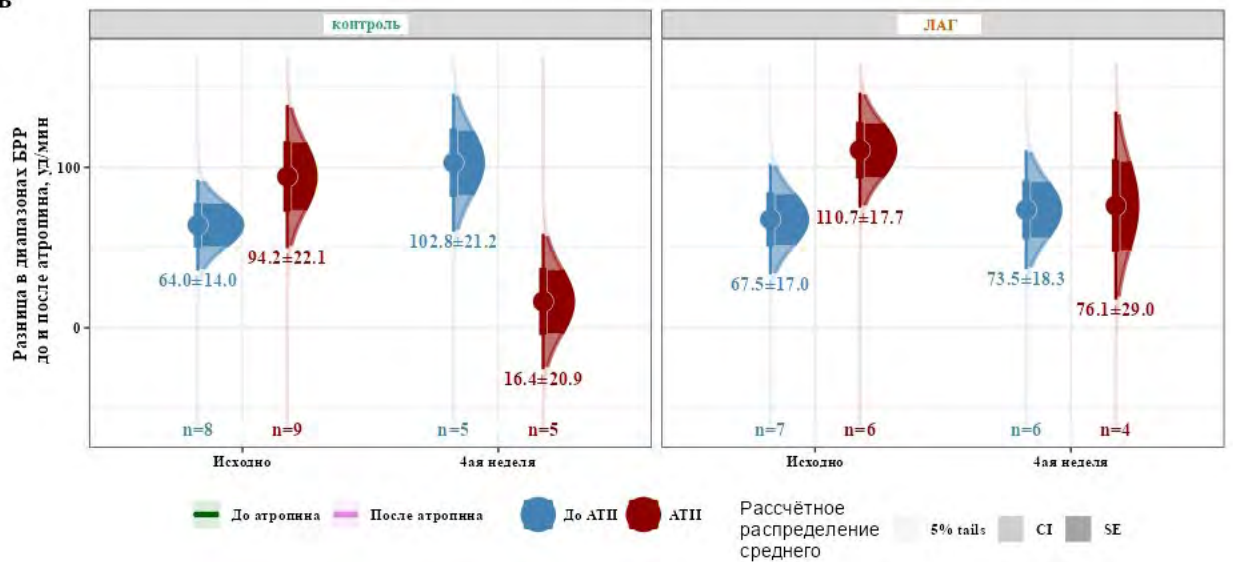 В
контроль
ЛАГ
Разница в диапазонах БРР
до и после атропина, уд/мин
100
0
64.0±14.0
94.2±22.1
102.8±21.2
16.4±20.9
67.5±17.0
110.7±17.7
73.5±18.3
76.1±29.0
n=8
n=9
n=5
n=5
n=7
n=6
n=6
n=4
Исходно
4ая неделя
Исходно
4ая неделя
До атропина
После атропина
До АТП
АТП
Рассчётное
распределение
среднего
5% tails
CI
SE